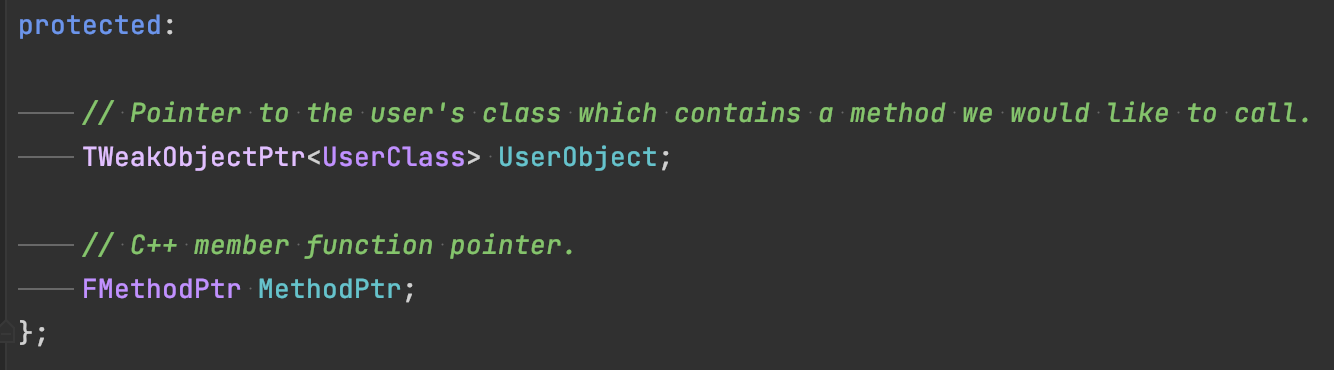 protected:
// Pointer to the user's class which contains a method we would like to call.
TWeakObjectPtr<UserClass> UserObject;
// C++ member function pointer.
FMethodPtr MethodPtr;
};